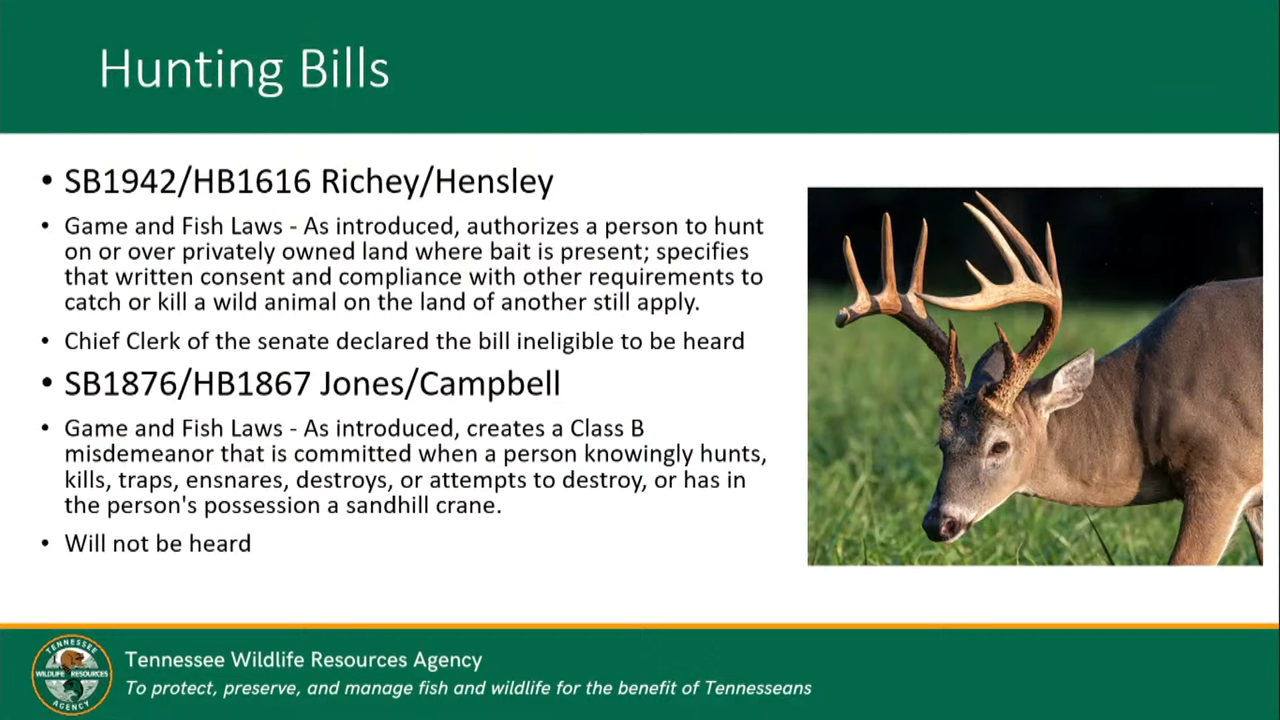 Hunting Bills
• SB1942/HB1616 Richey/Hensley
• Game and Fish Laws - As introduced, authorizes a person to hunt
on or over privately owned land where bait is present; specifies
that written consent and compliance with other requirements to
catch or kill a wild animal on the land of another still apply.
• Chief Clerk of the senate declared the bill ineligible to be heard
• SB1876/HB1867 Jones/Campbell
• Game and Fish Laws - As introduced, creates a Class B
misdemeanor that is committed when a person knowingly hunts,
kills, traps, ensnares, destroys, or attempts to destroy, or has in
the person's possession a sandhill crane.
• Will not be heard
TENNESSEE
WILDLIFE RESOURCES
AGENCY
Tennessee Wildlife Resources Agency
To protect, preserve, and manage fish and wildlife for the benefit of Tennesseans